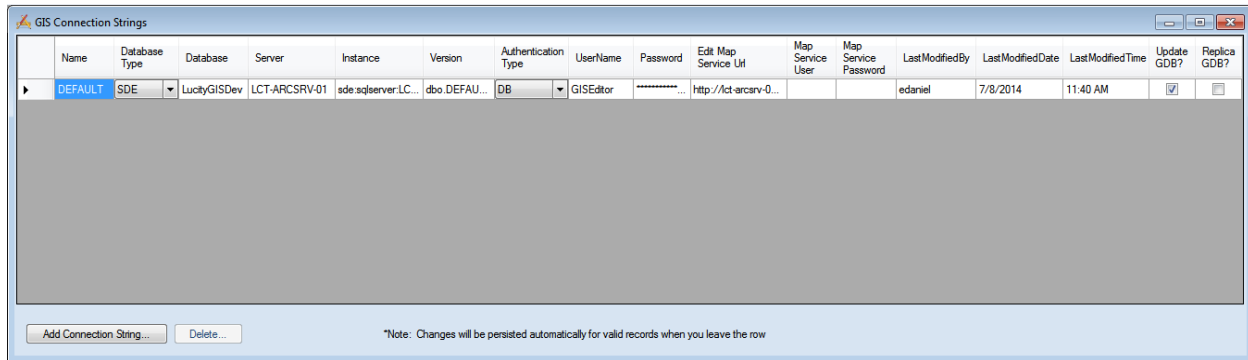 GIS Connection Strings
Name Database Type Database Server Instance Version Authentication Type UserName Password Edit Map Service Url Map Service User Map Service Password LastModifiedBy LastModifiedDate LastModifiedTime Update GDB? Replica GDB?
DEFAULT SDE LucityGISDev LCT-ARCSRV-01 sde:sqlserver:LC... dbo.DEFAU... DB GISEditor ***********... http://lct-arcsrv-0... edaniel 7/8/2014 11:40 AM
Add Connection String... Delete... *Note: Changes will be persisted automatically for valid records when you leave the row